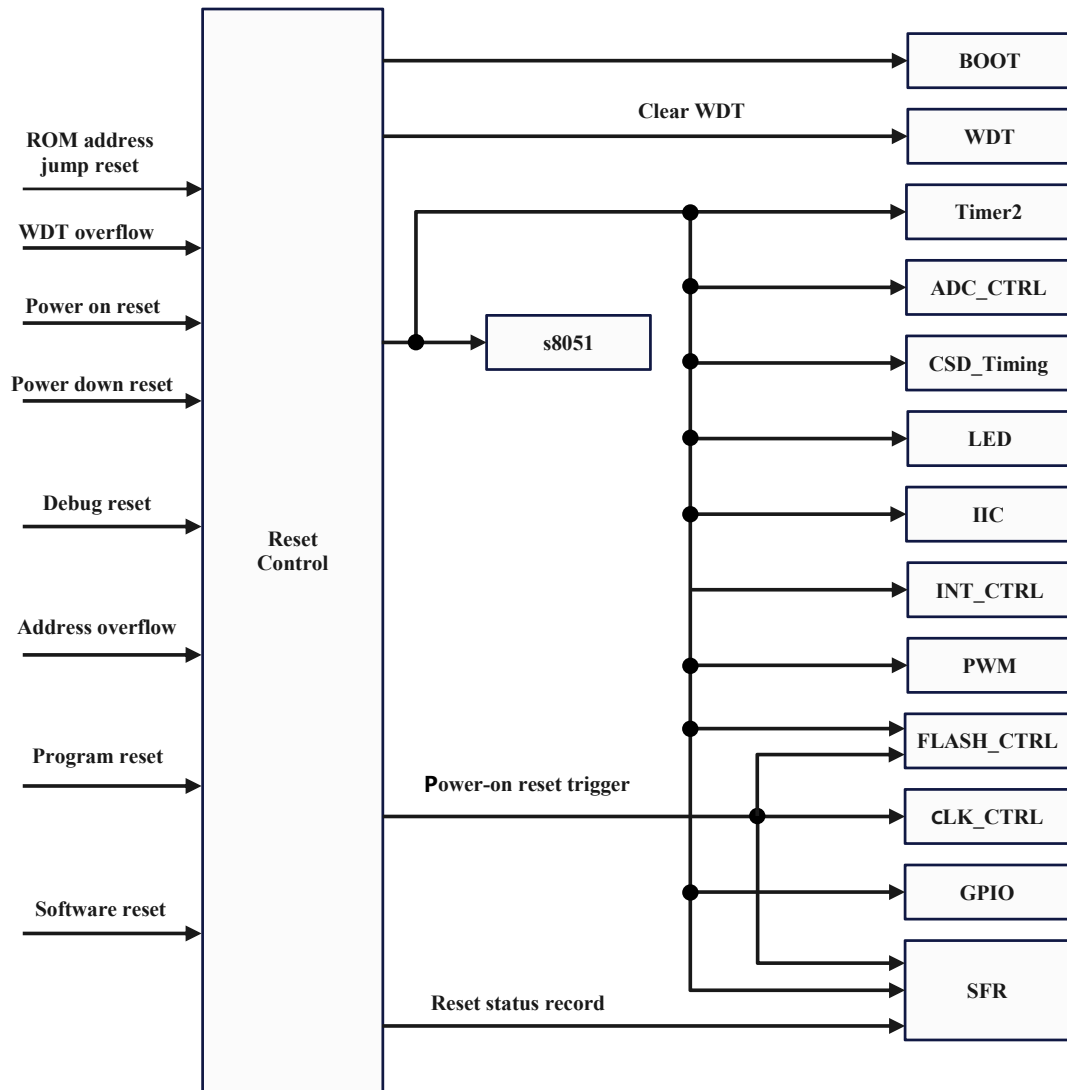 ROM address
jump reset
WDT overflow
Power on reset
Power down reset
Debug reset
Address overflow
Program reset
Software reset
Reset
Control
Clear WDT
s8051
Power-on reset trigger
Reset status record
BOOT
WDT
Timer2
ADC_CTRL
CSD_Timing
LED
IIC
INT_CTRL
PWM
FLASH_CTRL
CLK_CTRL
GPIO
SFR